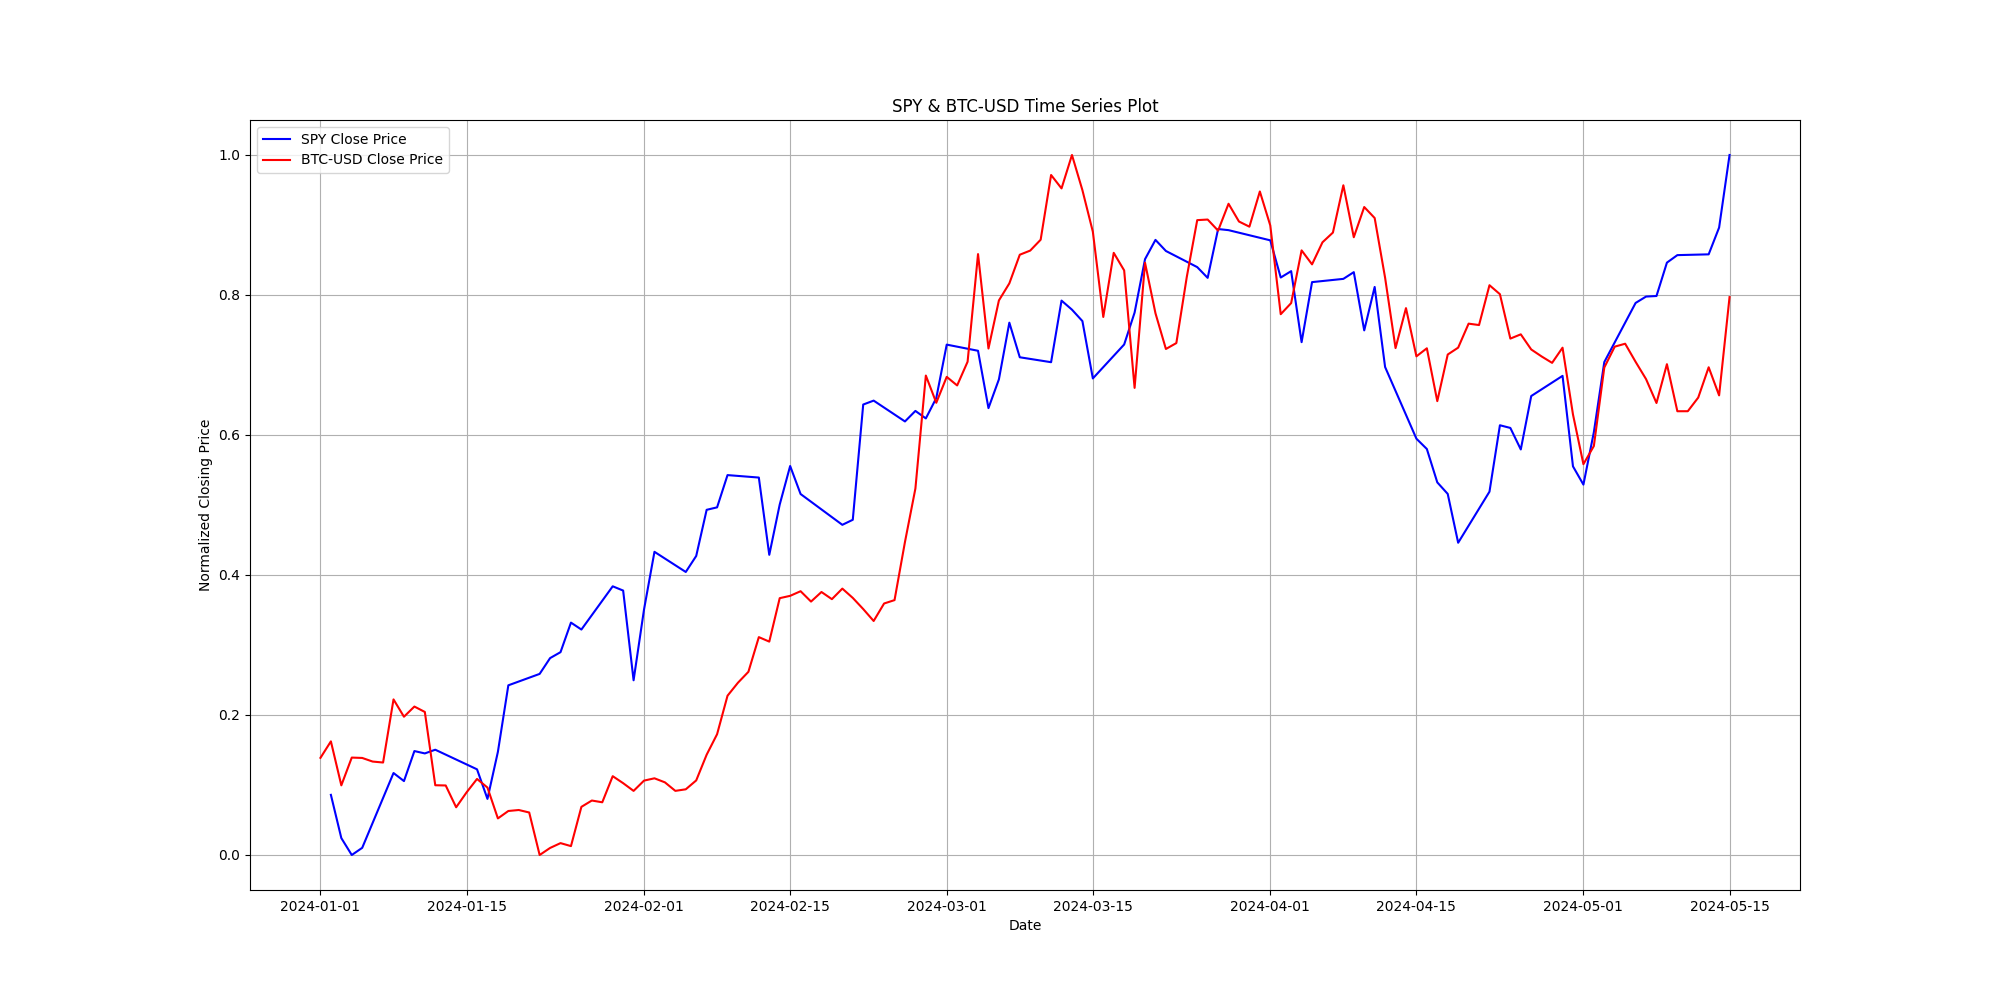 SPY & BTC-USD Time Series Plot
SPY Close Price
BTC-USD Close Price
Normalized Closing Price
1.0
0.8
0.6
0.4
0.2
0.0
2024-01-01 2024-01-15 2024-02-01 2024-02-15 2024-03-01 2024-03-15 2024-04-01 2024-04-15 2024-05-01 2024-05-15
Date